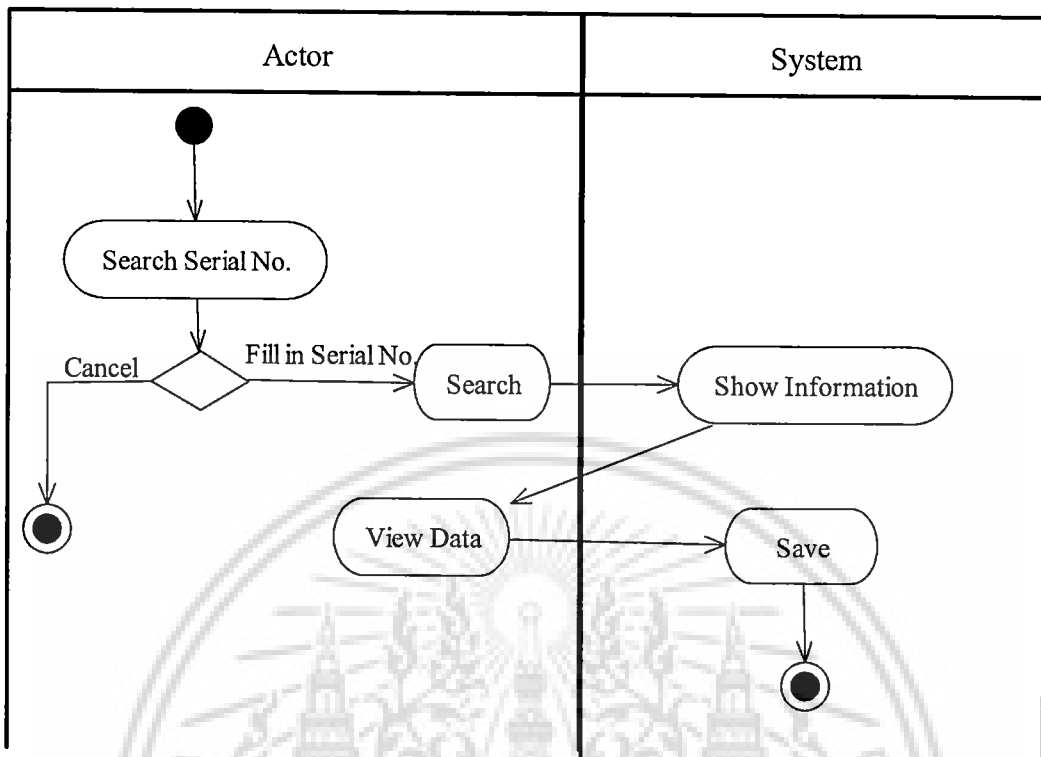 Actor
System
Search Serial No.
Cancel
Fill in Serial No.
Search
Show Information
View Data
Save